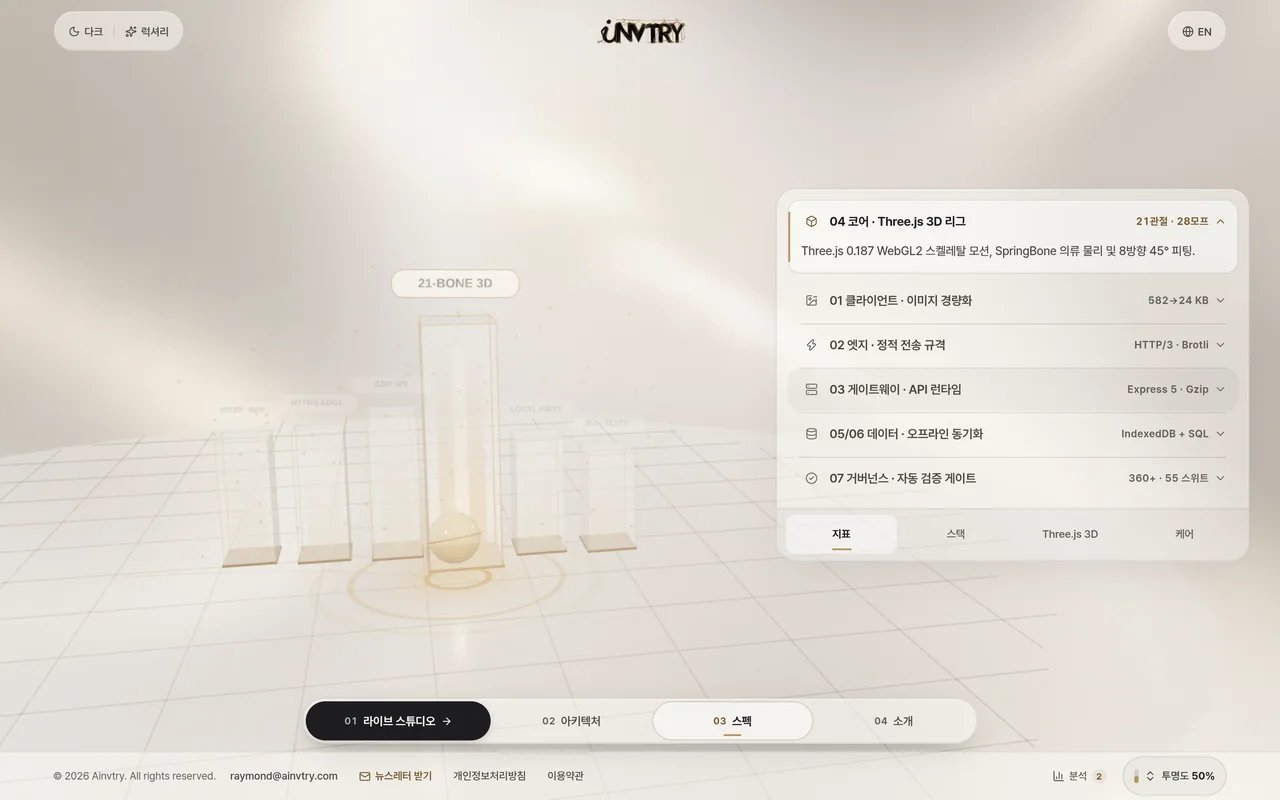 다크
럭셔리
iNVTRY
EN
04 코어 · Three.js 3D 리그
21관절 · 28모프
Three.js 0.187 WebGL2 스켈레탈 모션, SpringBone 의류 물리 및 8방향 45° 피팅.
01 클라이언트 · 이미지 경량화
582→24 KB
02 엣지 · 정적 전송 규격
HTTP/3 · Brotli
03 게이트웨이 · API 런타임
Express 5 · Gzip
05/06 데이터 · 오프라인 동기화
IndexedDB + SQL
07 거버넌스 · 자동 검증 게이트
360+ · 55 스위트
지표
스택
Three.js 3D
케어
21-BONE 3D
GZIP API
HTTP/3 EDGE
LOCAL-FIRST
01 라이브 스튜디오 →
02 아키텍처
03 스펙
04 소개
© 2026 Ainvtry. All rights reserved.
raymond@ainvtry.com
뉴스레터 받기
개인정보처리방침
이용약관
분석 2
투명도 50%